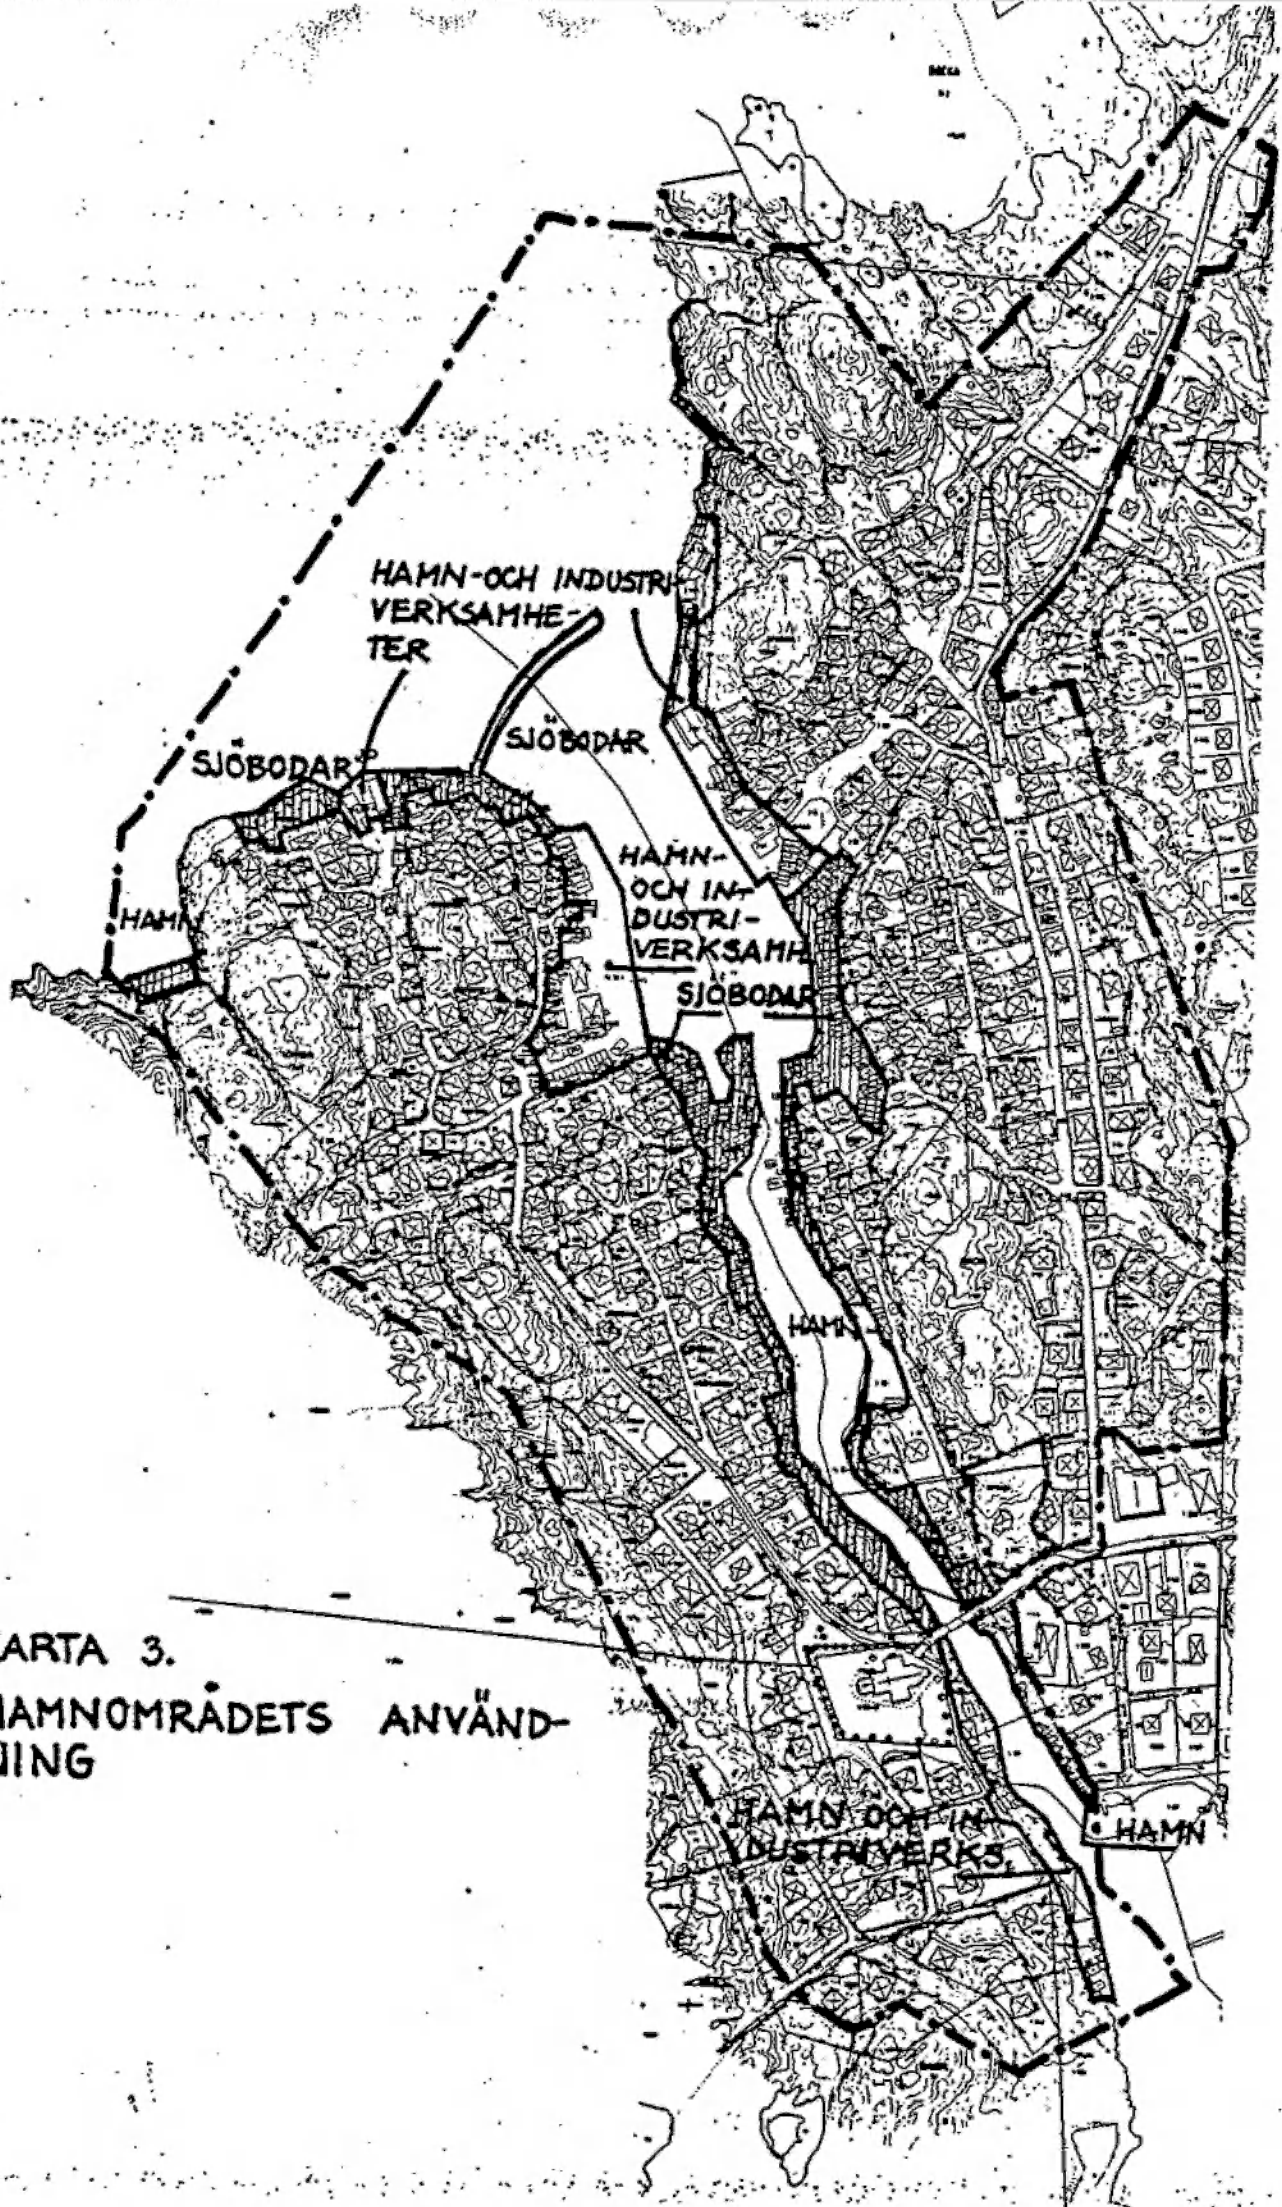 HAMN-OCH INDUSTRI-
VERKSAMHE-
TER
SJÖBODAR
SJÖBODAR
HAMN-
OCH IN-
DUSTRI-
VERKSAMH
HAMN
SJÖBODAR
HAMN
ARTA 3.
HAMNOMRÅDETS ANVÄND-
NING
HAMN OCH IN-
DUSTRIVERKS.
HAMN